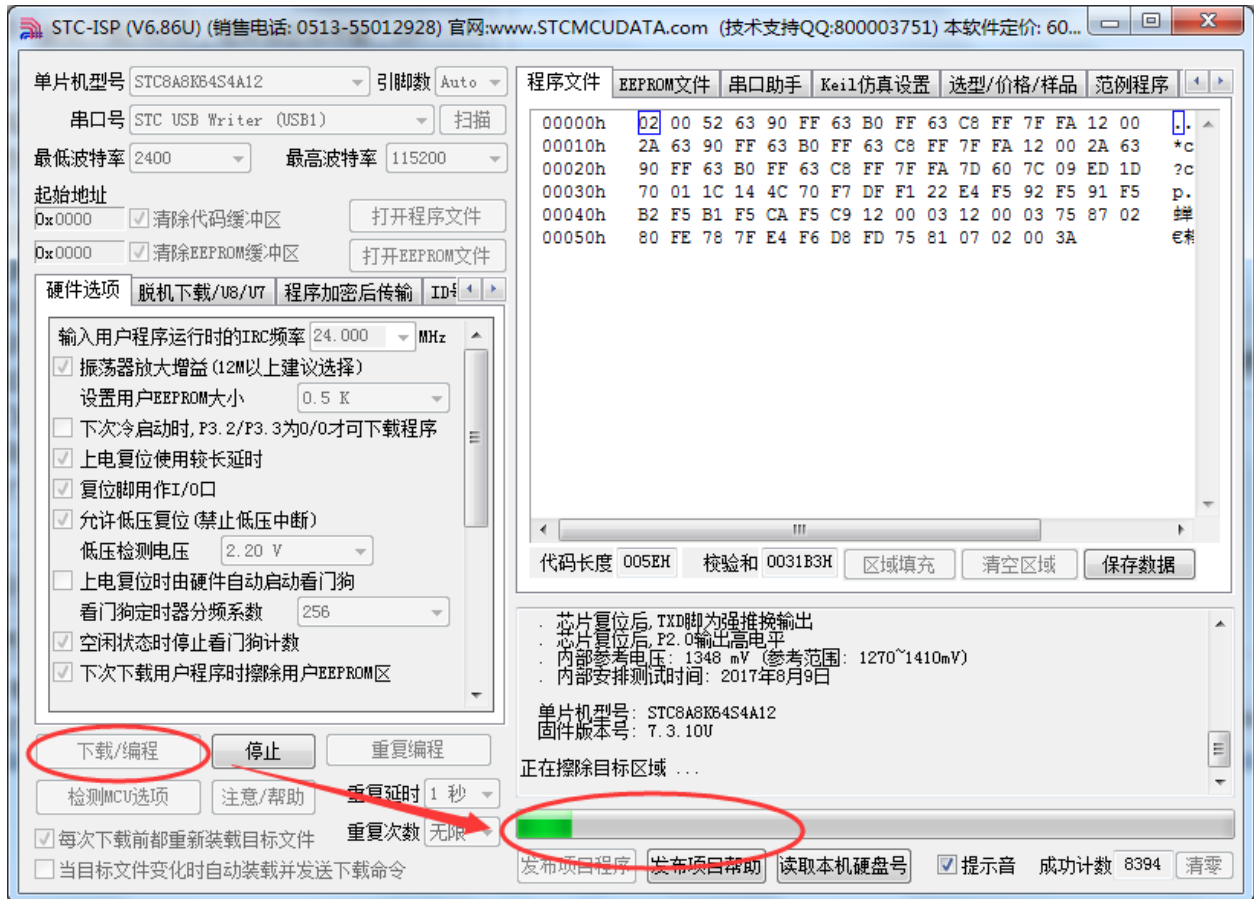 STC-ISP (V6.86U) (销售电话: 0513-55012928) 官网:www.STCMCUDATA.com (技术支持QQ:800003751) 本软件定价: 60...
单片机型号 STC8A8K64S4A12 引脚数 Auto
串口号 STC USB Writer (USB1) 扫描
最低波特率 2400 最高波特率 115200
起始地址
0x0000 清除代码缓冲区 打开程序文件
0x0000 清除EEPROM缓冲区 打开EEPROM文件
硬件选项 脱机下载/U8/U7 程序加密后传输
输入用户程序运行时的IRC频率 24.000 MHz
振荡器放大增益(12M以上建议选择)
设置用户EEPROM大小 0.5 K
下次冷启动时,P3.2/P3.3为0/0才可下载程序
上电复位使用较长延时
复位脚用作I/O口
允许低压复位(禁止低压中断)
低压检测电压 2.20 V
上电复位时由硬件自动启动看门狗
看门狗定时器分频系数 256
空闲状态时停止看门狗计数
下次下载用户程序时擦除用户EEPROM区
下载/编程 停止 重复编程
检测MCU选项 注意/帮助 重复延时 1 秒
每次下载前都重新装载目标文件 重复次数 无限
当目标文件变化时自动装载并发送下载命令
程序文件 EEPROM文件 串口助手 Keil仿真设置 选型/价格/样品 范例程序
00000h 02 00 52 63 90 FF 63 B0 FF 63 C8 FF 7F FA 12 00 ..
00010h 2A 63 90 FF 63 B0 FF 63 C8 FF 7F FA 12 00 2A 63 *c
00020h 90 FF 63 B0 FF 63 C8 FF 7F FA 7D 60 7C 09 ED 1D ?c
00030h 70 01 1C 14 4C 70 F7 DF F1 22 E4 F5 92 F5 91 F5 p.
00040h B2 F5 B1 F5 CA F5 C9 12 00 03 12 00 03 75 87 02
00050h 80 FE 78 7F E4 F6 D8 FD 75 81 07 02 00 3A
代码长度 005EH 校验和 0031B3H 区域填充 清空区域 保存数据
. 芯片复位后,TXD脚为强推挽输出
. 芯片复位后,P2.0输出高电平
. 内部参考电压: 1348 mV (参考范围: 1270~1410mV)
. 内部安排测试时间: 2017年8月9日
单片机型号: STC8A8K64S4A12
固件版本号: 7.3.10U
正在擦除目标区域 ...
发布项目程序 发布项目帮助 读取本机硬盘号 提示音 成功计数 8394 清零